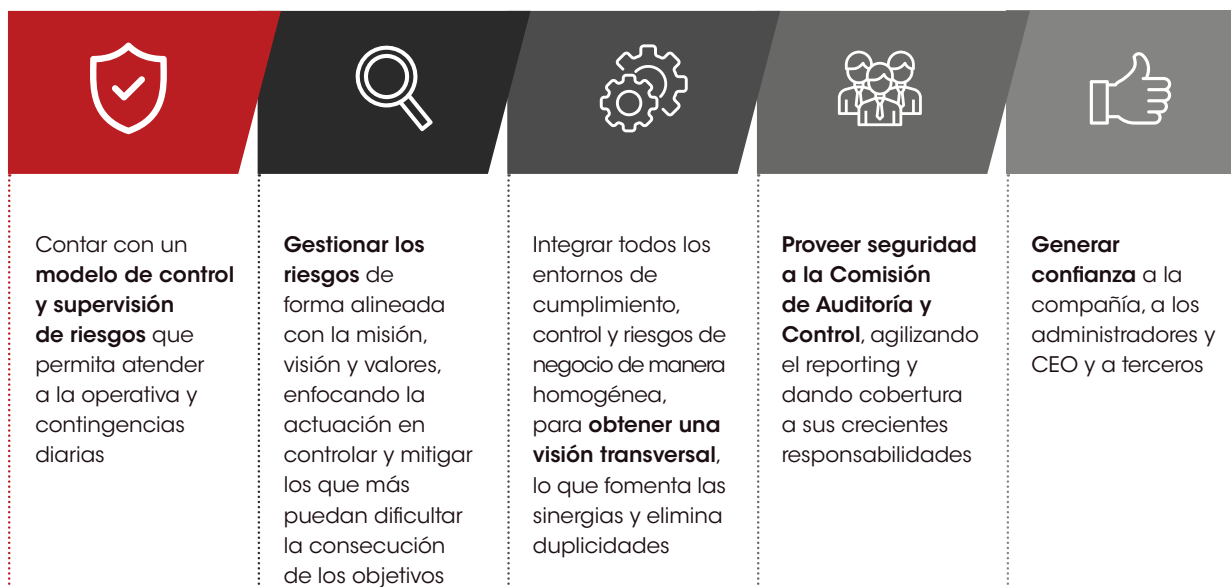 Contar con un
modelo de control
y supervisión
de riesgos que
permita atender
a la operativa y
contingencias
diarias
Gestionar los
riesgos de
forma alineada
con la misión,
visión y valores,
enfocando la
actuación en
controlar y mitigar
los que más
puedan dificultar
la consecución
de los objetivos
Integrar todos los
entornos de
cumplimiento,
control y riesgos de
negocio de manera
homogénea,
para obtener una
visión transversal,
lo que fomenta las
sinergias y elimina
duplicidades
Proveer seguridad
a la Comisión
de Auditoría y
Control, agilizando
el reporting y
dando cobertura
a sus crecientes
responsabilidades
Generar
confianza a la
compañía, a los
administradores y
CEO y a terceros